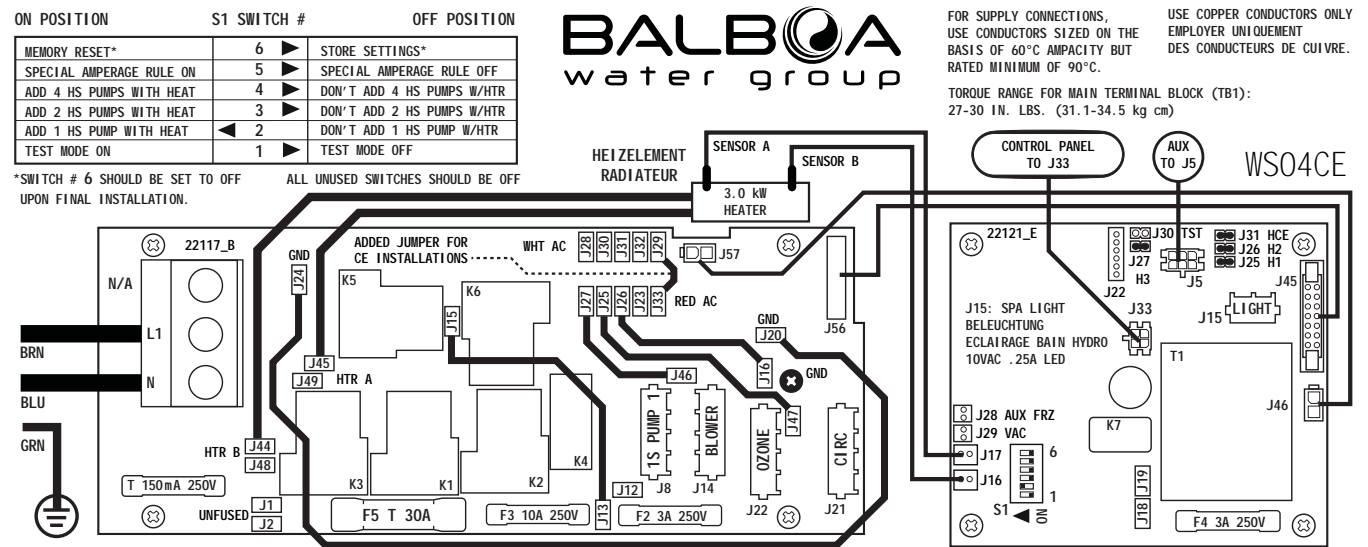 ON POSITION S1 SWITCH # OFF POSITION
MEMORY RESET* 6 STORE SETTINGS*
SPECIAL AMPERAGE RULE ON 5 SPECIAL AMPERAGE RULE OFF
ADD 4 HS PUMPS WITH HEAT 4 DON'T ADD 4 HS PUMPS W/HTR
ADD 2 HS PUMPS WITH HEAT 3 DON'T ADD 2 HS PUMPS W/HTR
ADD 1 HS PUMP WITH HEAT 2 DON'T ADD 1 HS PUMP W/HTR
TEST MODE ON 1 TEST MODE OFF
*SWITCH # 6 SHOULD BE SET TO OFF
UPON FINAL INSTALLATION.
ALL UNUSED SWITCHES SHOULD BE OFF
BALBOA
water group
FOR SUPPLY CONNECTIONS,
USE CONDUCTORS SIZED ON THE
BASIS OF 60°C AMPACITY BUT
RATED MINIMUM OF 90°C.
USE COPPER CONDUCTORS ONLY
EMPLOYER UNIQUEMENT
DES CONDUCTEURS DE CUIVRE.
TORQUE RANGE FOR MAIN TERMINAL BLOCK (TB1):
27-30 IN. LBS. (31.1-34.5 kg cm)
HEIZELEMENT
RADIATEUR
SENSOR A
SENSOR B
3.0 kW
HEATER
CONTROL PANEL
TO J33
AUX
TO J5
WS04CE
22117_B
N/A
L1
N
BRN
BLU
GRN
GND
J24
ADDED JUMPER FOR
CE INSTALLATIONS
WHT AC
J28
J30
J31
J32
J29
J57
K5
K6
J15
J27
J25
J26
J23
J33
RED AC
J56
GND
J20
J45
J49
HTR A
J46
J16
GND
J47
HTR B
J44
J48
K3
K1
K2
K4
1S PUMP 1
J8
BLOWER
J14
OZONE
J22
CIRC
J21
J12
J13
T 150mA 250V
UNFUSED
J1
J2
F5 T 30A
F3 10A 250V
F2 3A 250V
22121_E
J30 TST
J27
H3
J22
J5
J31 HCE
J26 H2
J25 H1
J45
J15
LIGHT
J15: SPA LIGHT
BELEUCHTUNG
ECLAIRAGE BAIN HYDRO
10VAC .25A LED
J33
T1
J46
K7
J28 AUX FRZ
J29 VAC
J17
J16
6
1
S1
ON
J19
J18
F4 3A 250V